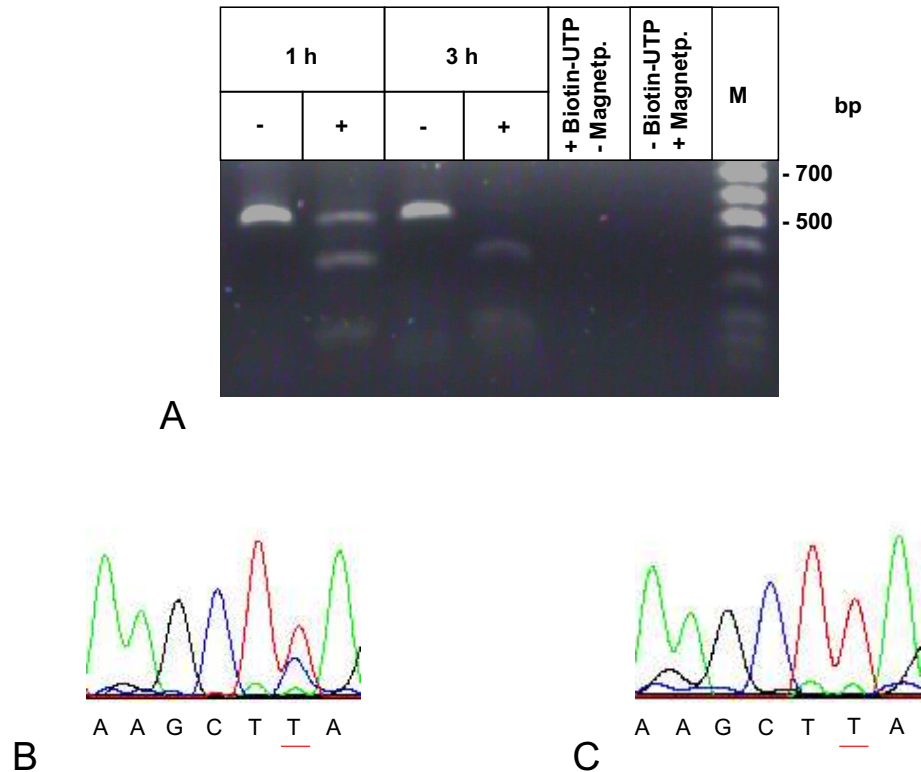 1 h 3 h + Biotin-UTP - Magnetp. - Biotin-UTP + Magnetp. M bp
- + - +
- 700
- 500
A
A A G C T T A
B
A A G C T T A
C